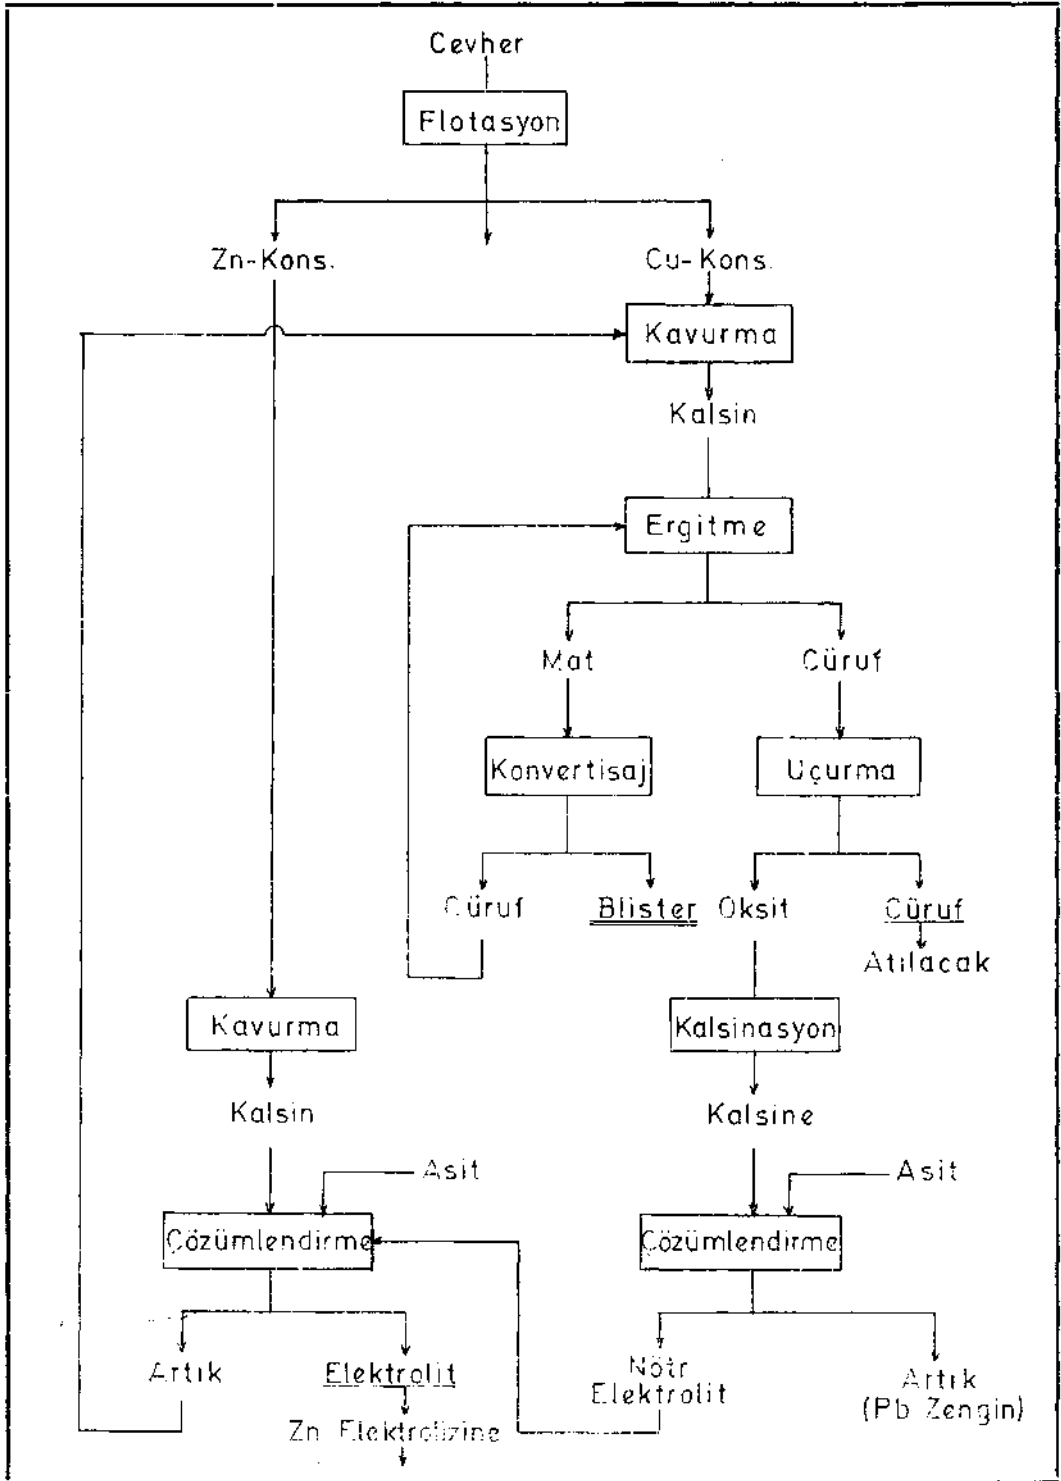 Cevher
Flotasyon
Zn-Kons.
Cu-Kons.
Kavurma
Kalsin
Ergitme
Mat
Cüruf
Konvertisaj
Uçurma
Cüruf
Blister
Oksit
Cüruf
Atılacak
Kavurma
Kalsinasyon
Kalsin
Kalsine
Asit
Asit
Çözümlendirme
Çözümlendirme
Artık
Elektrolit
Nötr
Elektrolit
Artık
(Pb Zengin)
Zn Elektrolizine